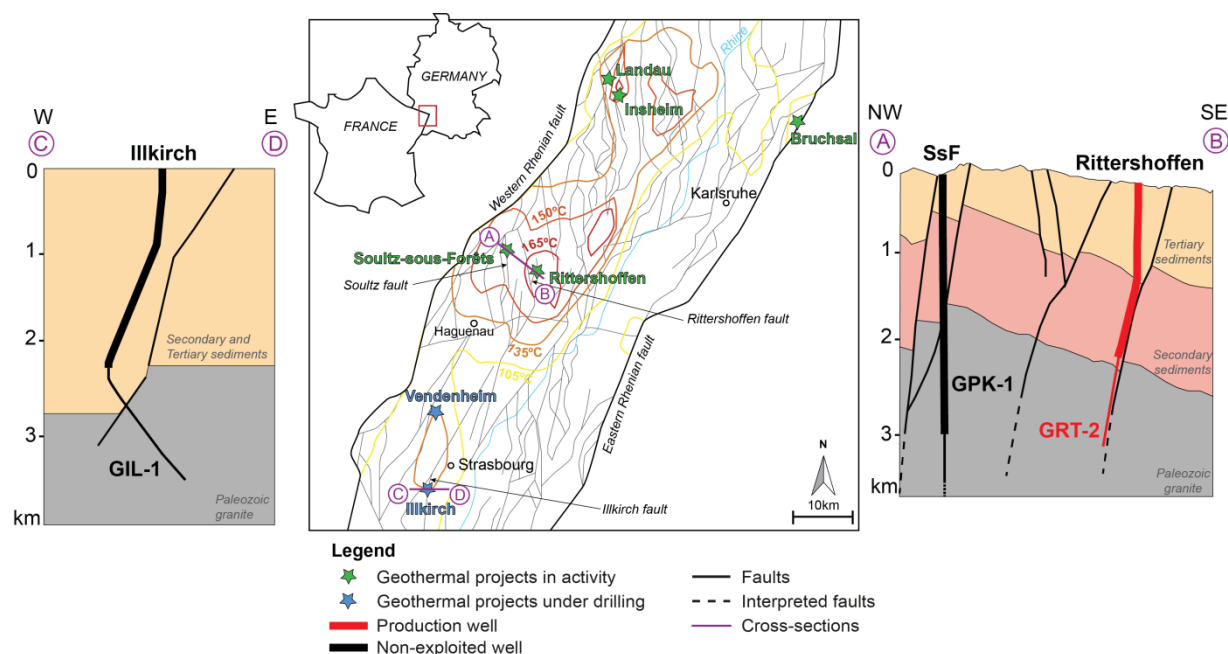 W
E
C
D
Illkirch
0
1
2
3
km
Secondary and
Tertiary sediments
GIL-1
Paleozoic
granite
GERMANY
FRANCE
Western Rhenian fault
Rhine
Landau
Insheim
Bruchsal
Karlsruhe
150°C
165°C
A
Soultz-sous-Forêts
Soultz fault
Rittershoffen
B
Rittershoffen fault
Haguenau
135°C
105°C
Eastern Rhenian fault
Vendenheim
Strasbourg
C
D
Illkirch
Illkirch fault
N
10km
NW
SE
A
B
SsF
Rittershoffen
0
1
2
3
km
Tertiary
sediments
Secondary
sediments
GPK-1
GRT-2
Paleozoic
granite
Legend
Geothermal projects in activity
Geothermal projects under drilling
Production well
Non-exploited well
Faults
Interpreted faults
Cross-sections